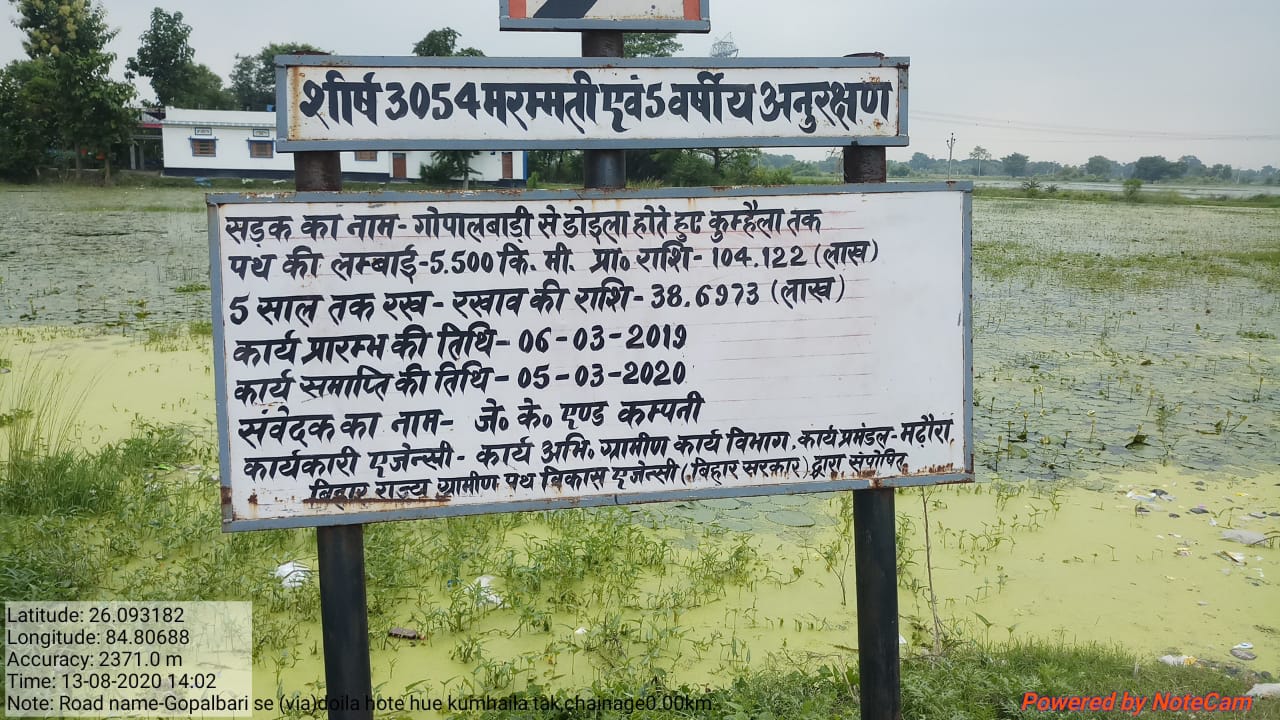 शीर्ष 3054 मरम्मती एवं 5 वर्षीय अनुरक्षण
सड़क का नाम- गोपालबाड़ी से डोइला होते हुए कुम्हैला तक
पथ की लम्बाई-5.500 कि. मी. प्रा० राशि- 104.122 (लाख)
5 साल तक रख - रखाव की राशि- 38.6973 (लाख)
कार्य प्रारम्भ की तिथि- 06-03-2019
कार्य समाप्ति की तिथि- 05-03-2020
संवेदक का नाम- जे० के० एण्ड कम्पनी
कार्यकारी एजेन्सी - कार्य अभि. ग्रामीण कार्य विभाग. कार्य प्रमंडल-मढ़ौरा.
बिहार राज्य ग्रामीण पथ विकास एजेन्सी (बिहार सरकार) द्वारा संपोषित
Latitude: 26.093182
Longitude: 84.80688
Accuracy: 2371.0 m
Time: 13-08-2020 14:02
Note: Road name-Gopalbari se (via)doila hote hue kumhaila tak,chainage0.00km
Powered by NoteCam